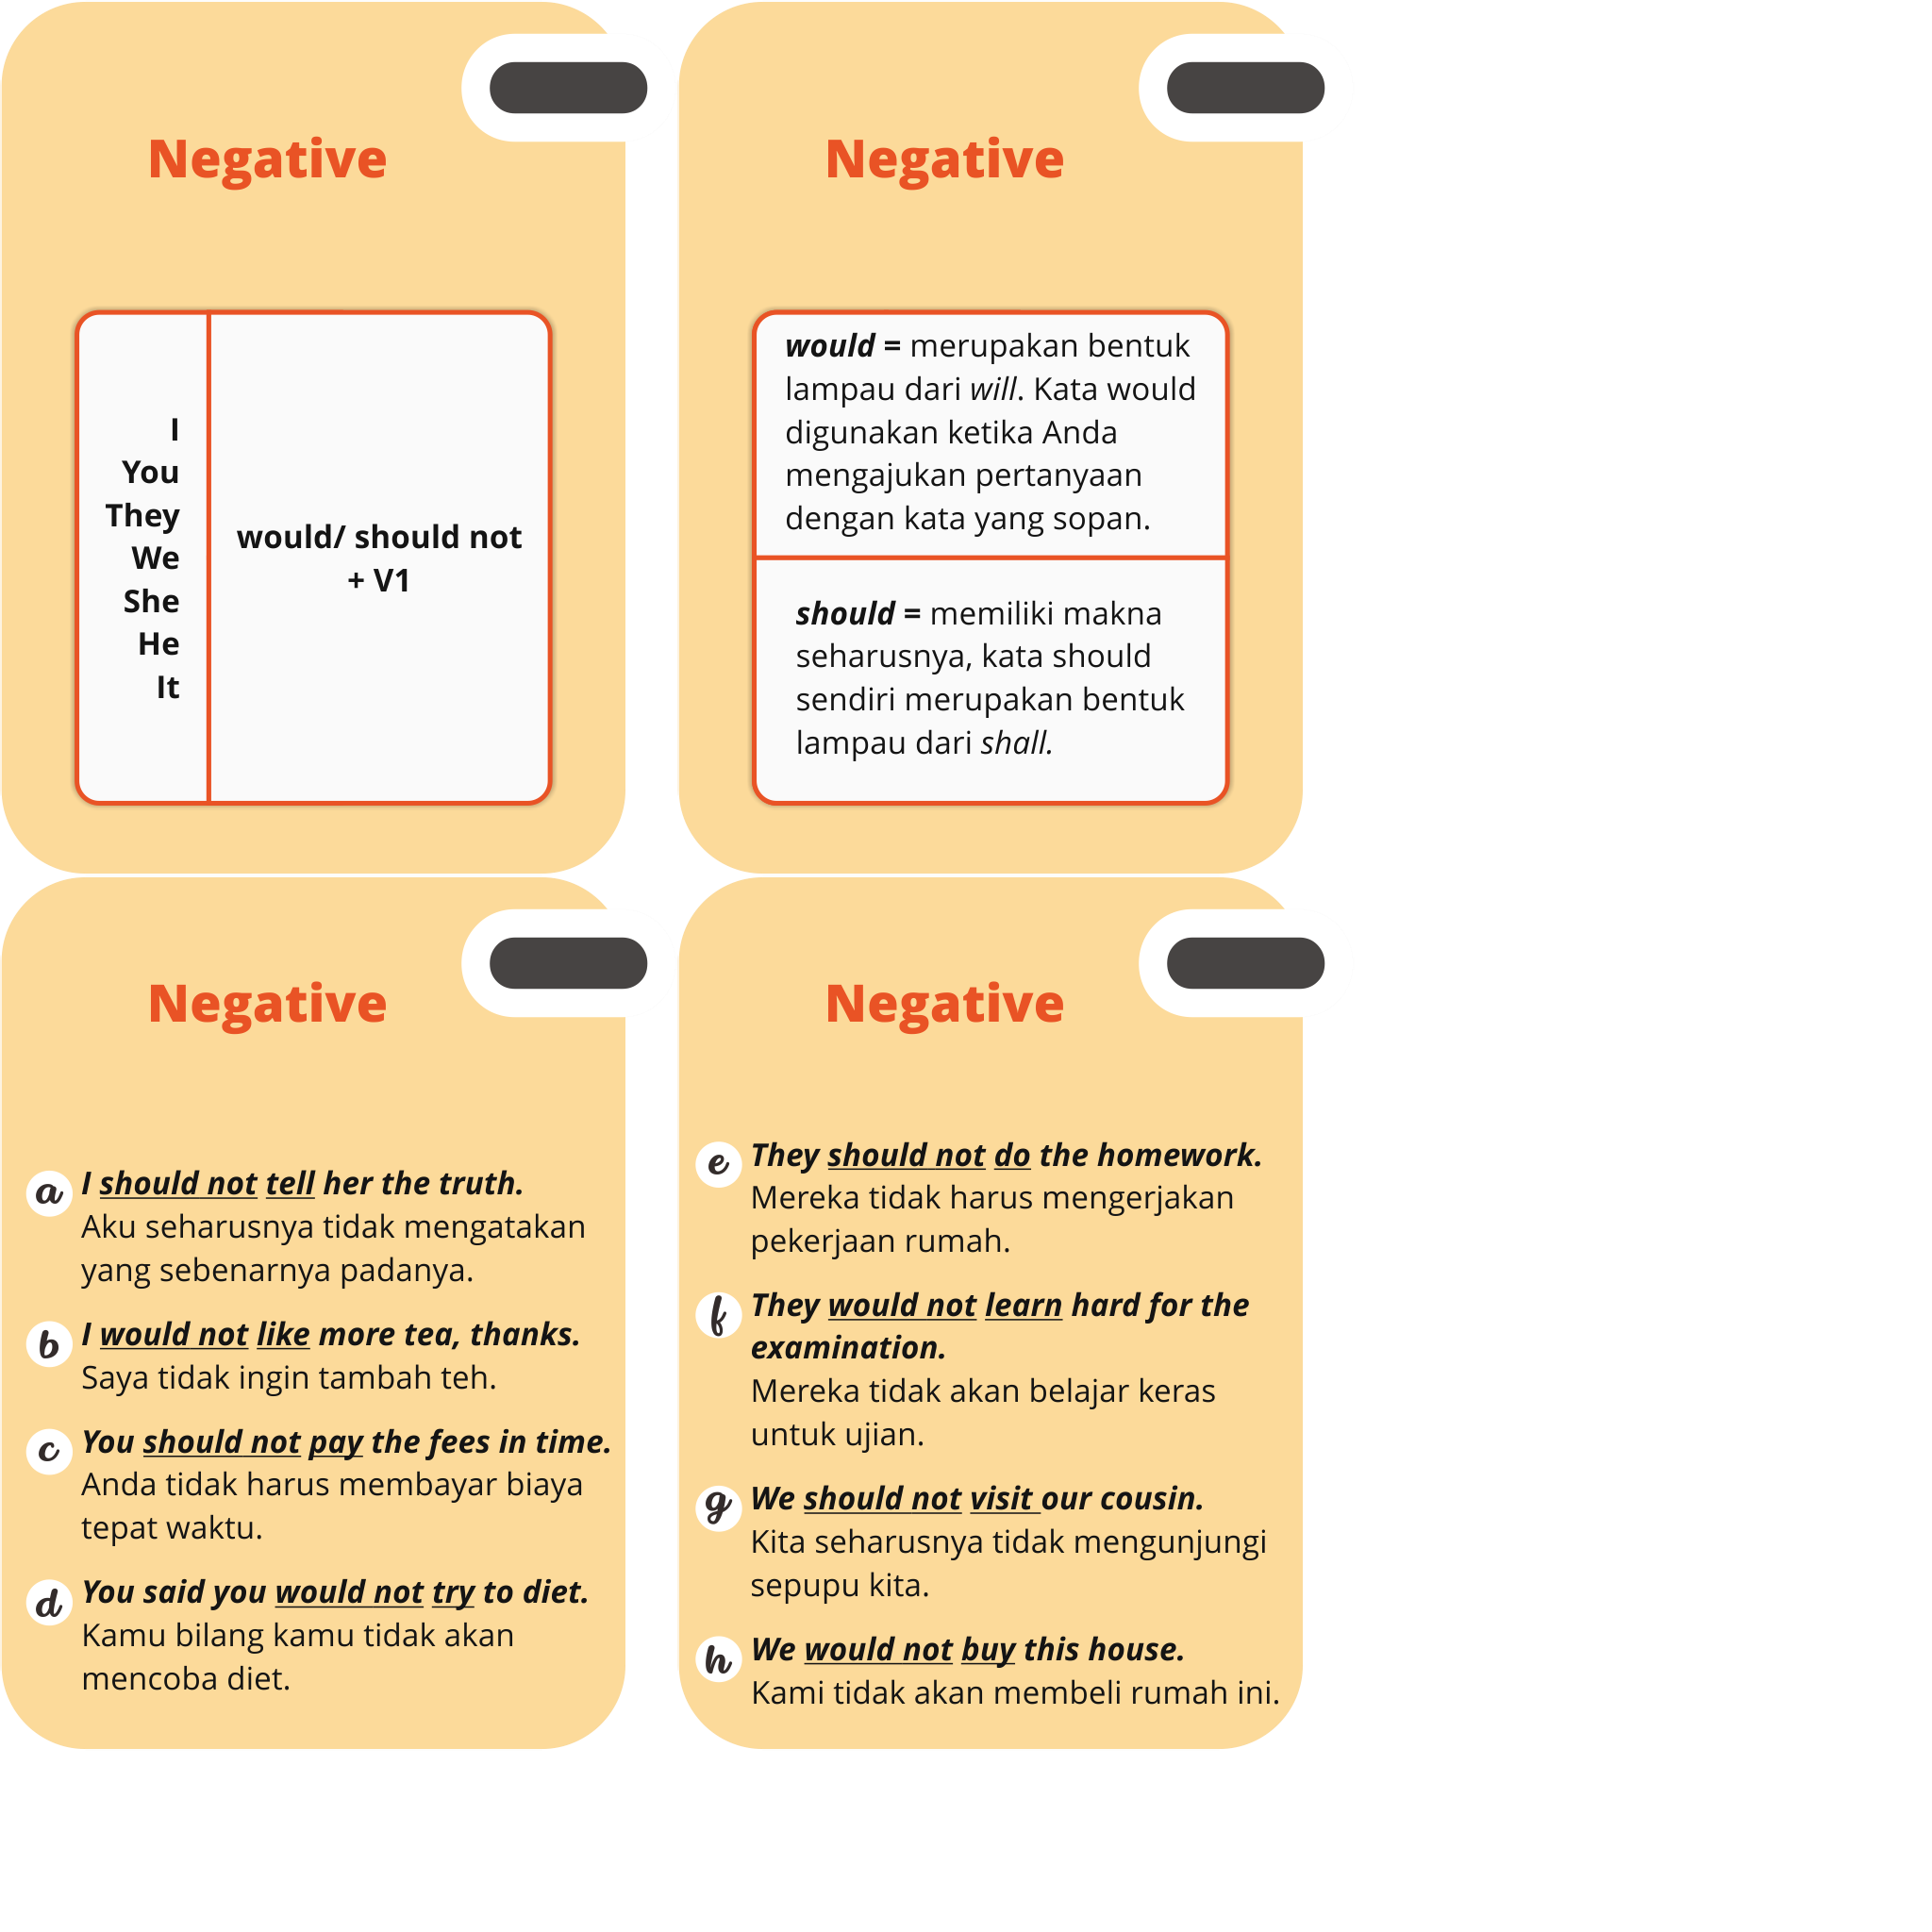 Negative
I
You
They
We
She
He
It
would/ should not
+ V1
Negative
would = merupakan bentuk
lampau dari will. Kata would
digunakan ketika Anda
mengajukan pertanyaan
dengan kata yang sopan.
should = memiliki makna
seharusnya, kata should
sendiri merupakan bentuk
lampau dari shall.
Negative
a I should not tell her the truth.
Aku seharusnya tidak mengatakan
yang sebenarnya padanya.
b I would not like more tea, thanks.
Saya tidak ingin tambah teh.
c You should not pay the fees in time.
Anda tidak harus membayar biaya
tepat waktu.
d You said you would not try to diet.
Kamu bilang kamu tidak akan
mencoba diet.
Negative
e They should not do the homework.
Mereka tidak harus mengerjakan
pekerjaan rumah.
f They would not learn hard for the
examination.
Mereka tidak akan belajar keras
untuk ujian.
g We should not visit our cousin.
Kita seharusnya tidak mengunjungi
sepupu kita.
h We would not buy this house.
Kami tidak akan membeli rumah ini.